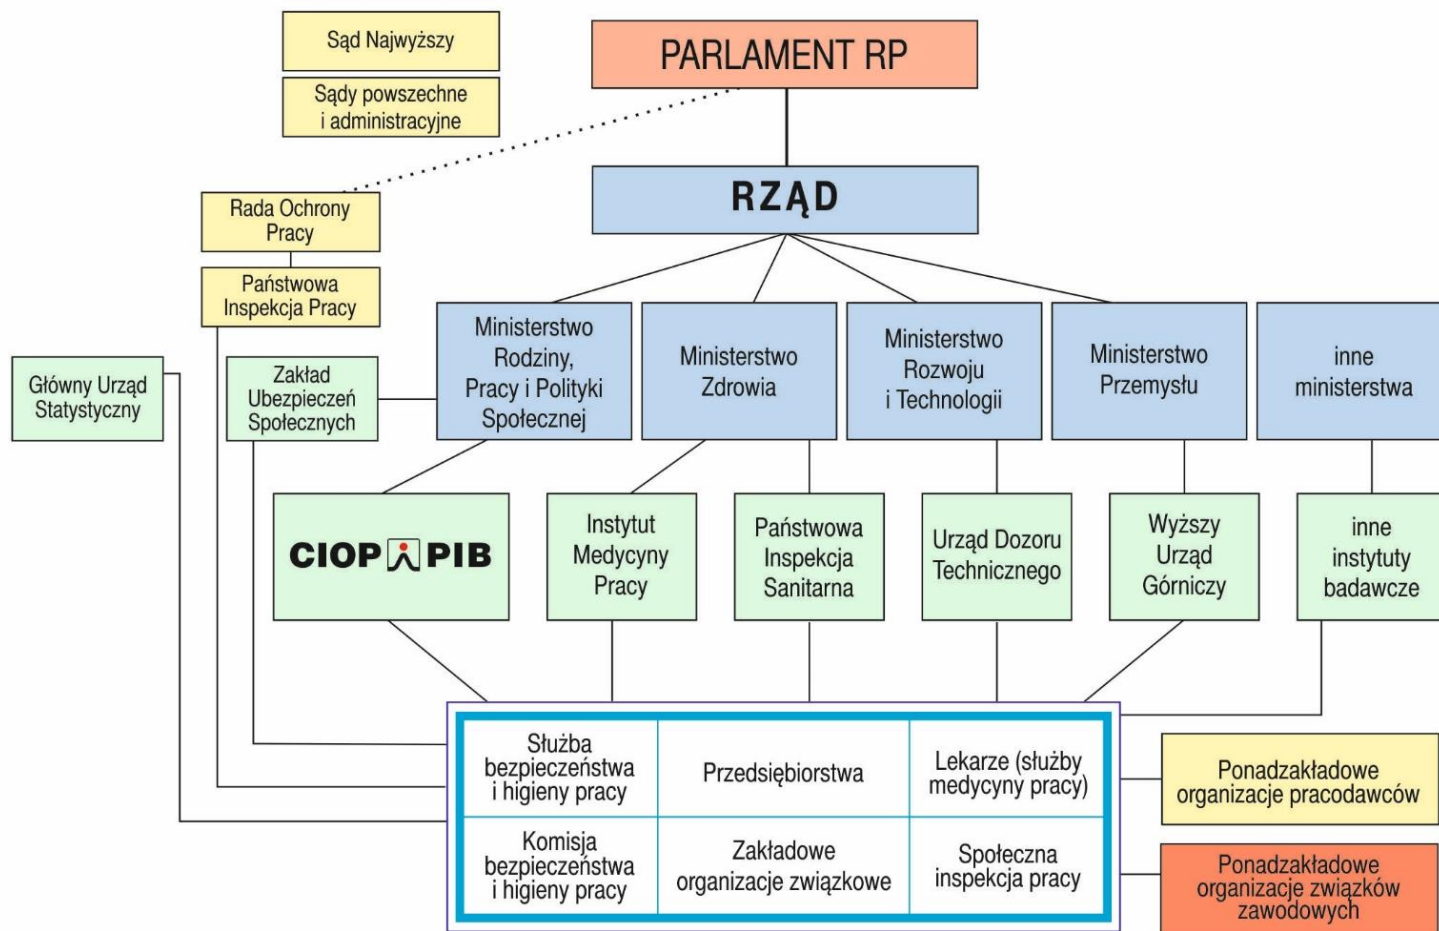 Sąd Najwyższy
PARLAMENT RP
Sądy powszechne
i administracyjne
RZĄD
Rada Ochrony
Pracy
Państwowa
Inspekcja Pracy
Główny Urząd
Statystyczny
Zakład
Ubezpieczeń
Społecznych
Ministerstwo
Rodziny,
Pracy i Polityki
Społecznej
Ministerstwo
Zdrowia
Ministerstwo
Rozwoju
i Technologii
Ministerstwo
Przemysłu
inne
ministerstwa
CIOP PIB
Instytut
Medycyny
Pracy
Państwowa
Inspekcja
Sanitarna
Urząd Dozoru
Technicznego
Wyższy
Urząd
Górniczy
inne
instytuty
badawcze
Służba
bezpieczeństwa
i higieny pracy
Przedsiębiorstwa
Lekarze (służby
medycyny pracy)
Ponadzakładowe
organizacje pracodawców
Komisja
bezpieczeństwa
i higieny pracy
Zakładowe
organizacje związkowe
Społeczna
inspekcja pracy
Ponadzakładowe
organizacje związków
zawodowych